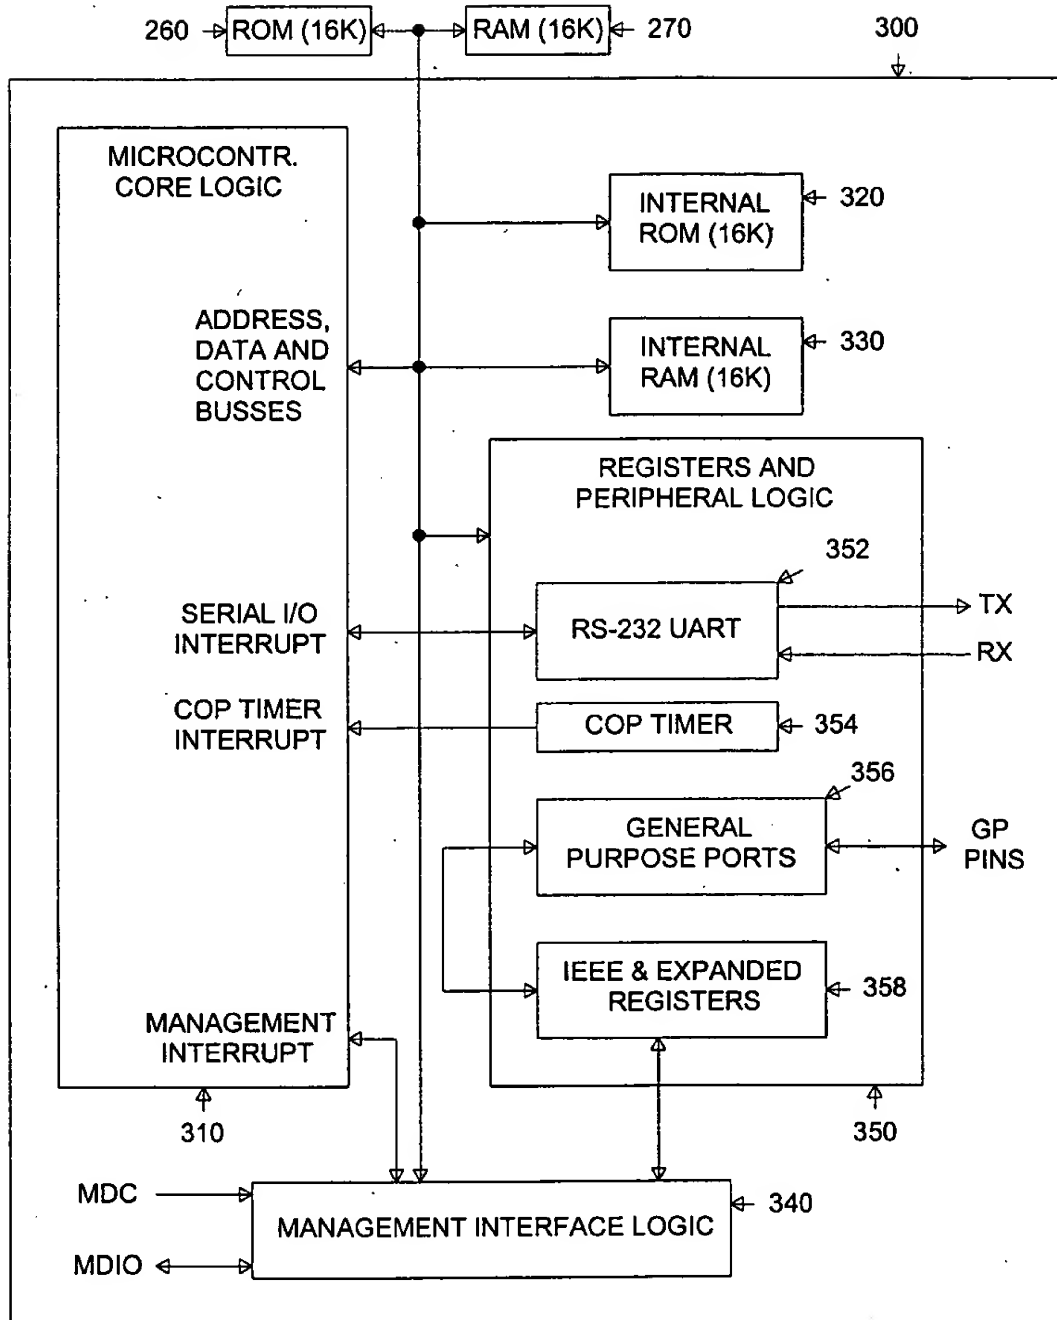 260 ROM (16K) RAM (16K) 270 300
MICROCONTR.
CORE LOGIC
INTERNAL
ROM (16K)
320
ADDRESS,
DATA AND
CONTROL
BUSSES
INTERNAL
RAM (16K)
330
REGISTERS AND
PERIPHERAL LOGIC
352
SERIAL I/O
INTERRUPT
RS-232 UART
TX
RX
COP TIMER
INTERRUPT
COP TIMER
354
356
GENERAL
PURPOSE PORTS
GP
PINS
IEEE & EXPANDED
REGISTERS
358
MANAGEMENT
INTERRUPT
310
350
MDC
MDIO
MANAGEMENT INTERFACE LOGIC
340